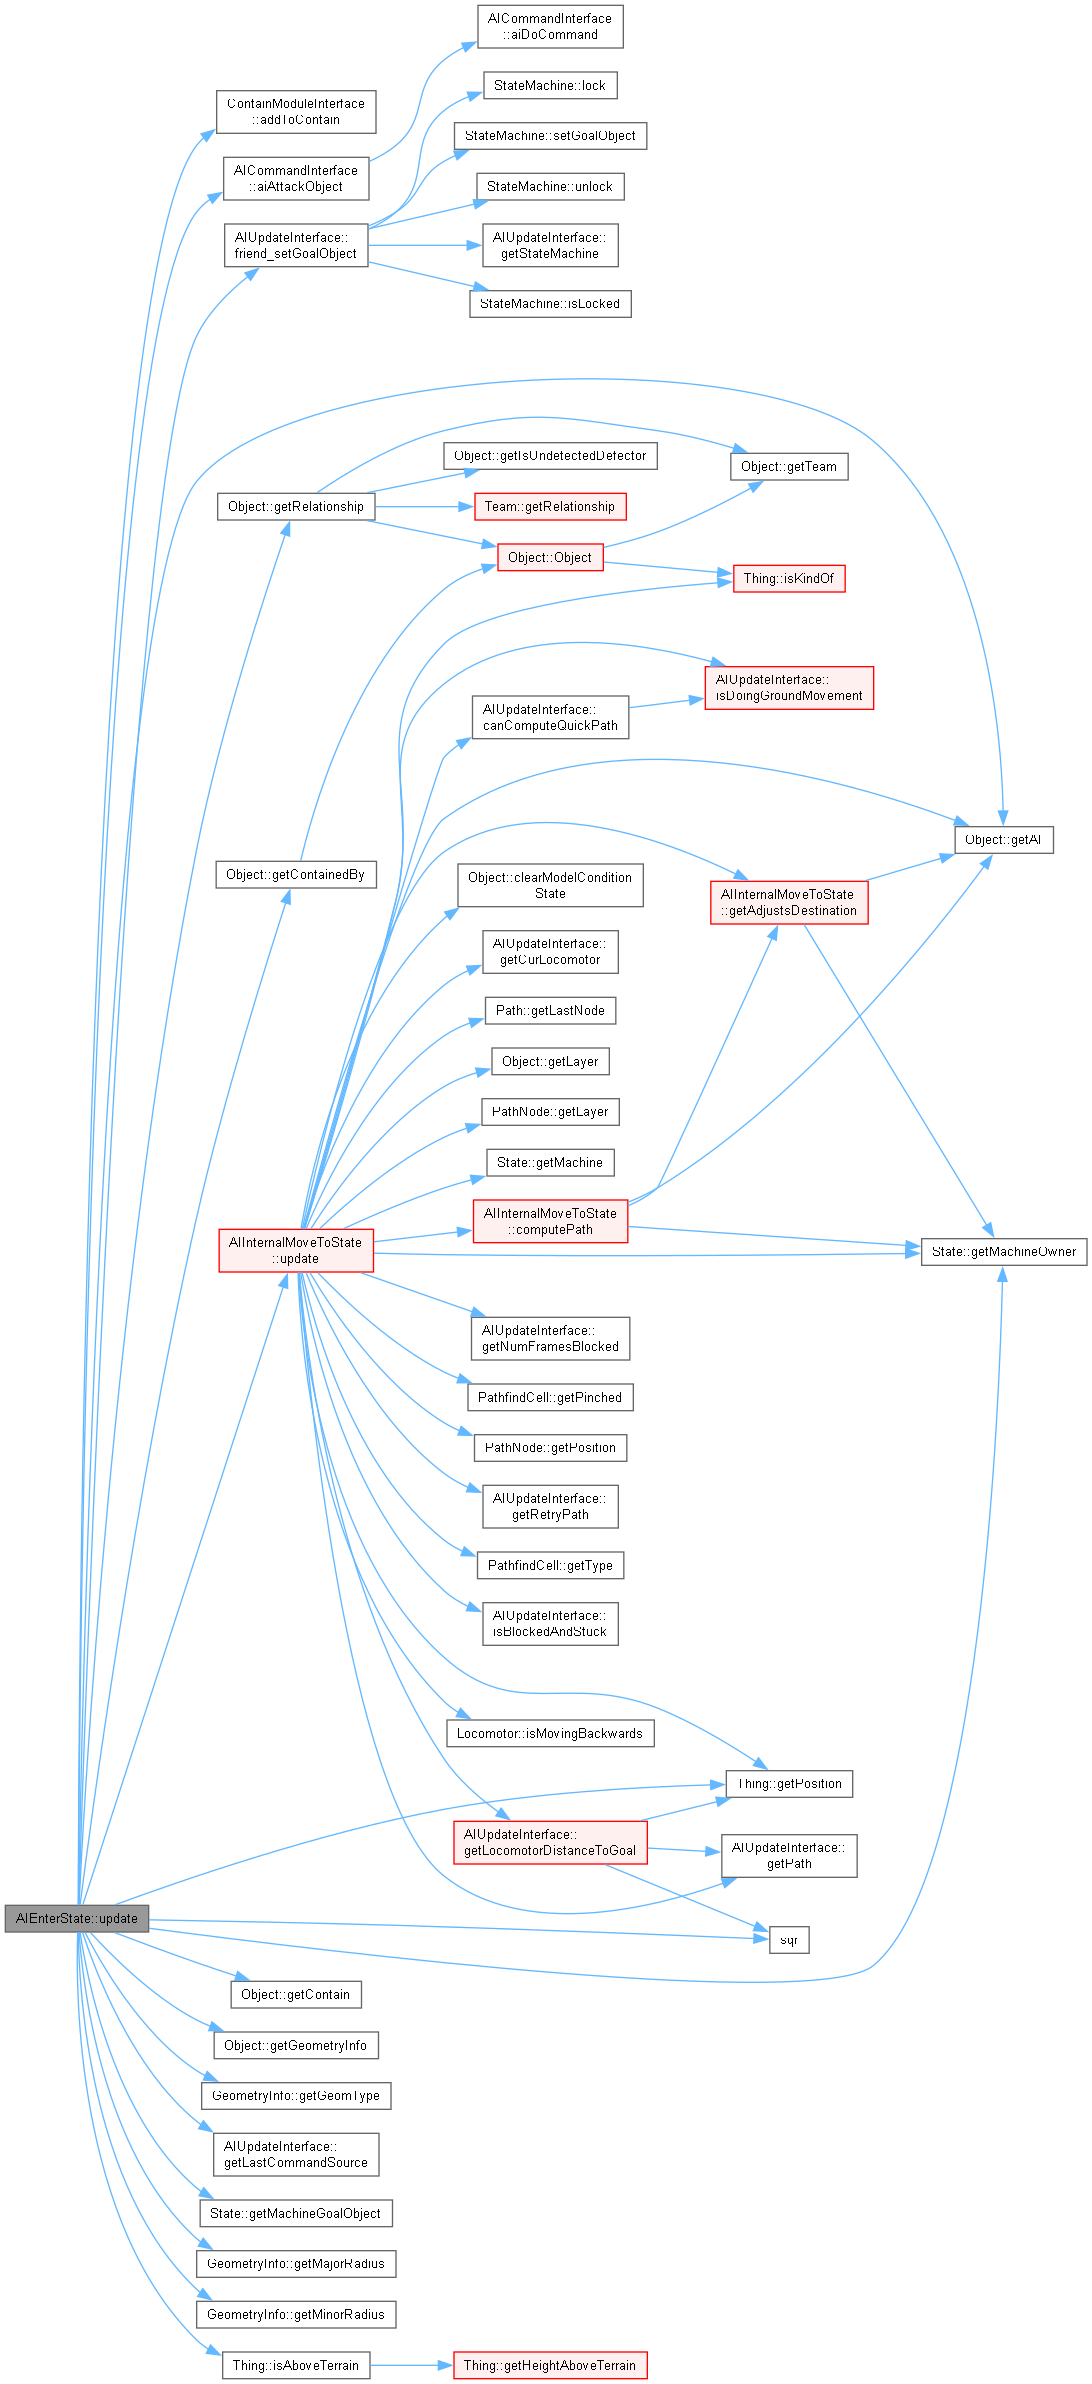 AICommandInterface
::aiDoCommand
StateMachine::lock
ContainModuleInterface
::addToContain
StateMachine::setGoalObject
AICommandInterface
::aiAttackObject
StateMachine::unlock
AIUpdateInterface::
friend_setGoalObject
AIUpdateInterface::
getStateMachine
StateMachine::isLocked
Object::getIsUndetectedDefector
Object::getTeam
Object::getRelationship
Team::getRelationship
Object::Object
Thing::isKindOf
AIUpdateInterface::
isDoingGroundMovement
AIUpdateInterface::
canComputeQuickPath
Object::getAI
Object::getContainedBy
Object::clearModelCondition
State
AIInternalMoveToState
::getAdjustsDestination
AIUpdateInterface::
getCurLocomotor
Path::getLastNode
Object::getLayer
PathNode::getLayer
State::getMachine
AIInternalMoveToState
::computePath
AIInternalMoveToState
::update
State::getMachineOwner
AIUpdateInterface::
getNumFramesBlocked
PathfindCell::getPinched
PathNode::getPosition
AIUpdateInterface::
getRetryPath
PathfindCell::getType
AIUpdateInterface::
isBlockedAndStuck
Locomotor::isMovingBackwards
Thing::getPosition
AIUpdateInterface::
getLocomotorDistanceToGoal
AIUpdateInterface::
getPath
AIEnterState::update
sqr
Object::getContain
Object::getGeometryInfo
GeometryInfo::getGeomType
AIUpdateInterface::
getLastCommandSource
State::getMachineGoalObject
GeometryInfo::getMajorRadius
GeometryInfo::getMinorRadius
Thing::isAboveTerrain
Thing::getHeightAboveTerrain